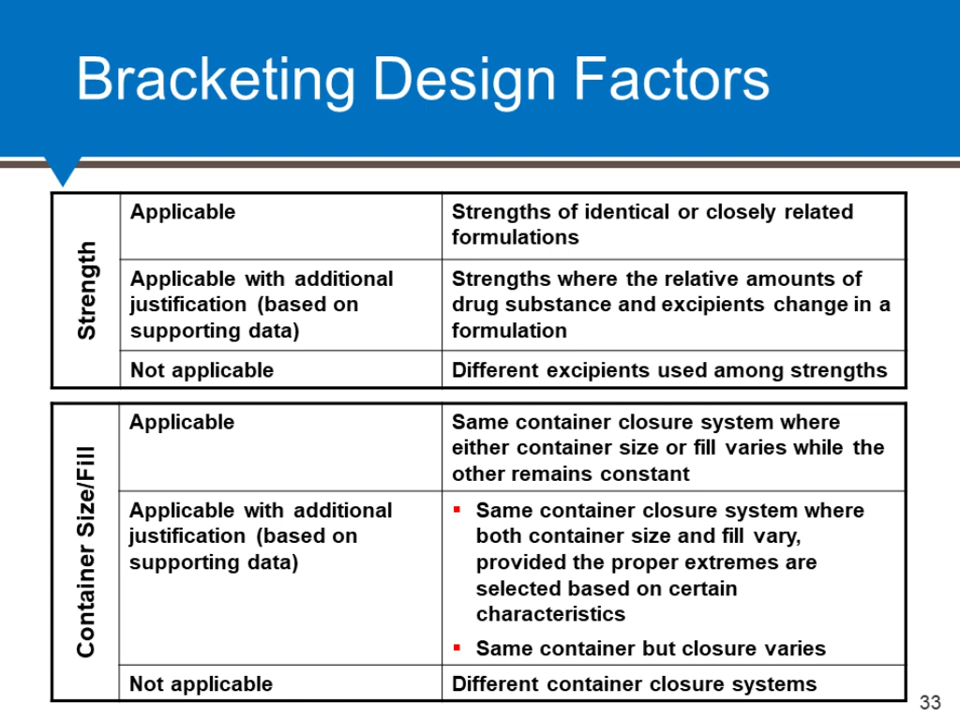 Bracketing Design Factors
Strength
Applicable
Strengths of identical or closely related
formulations
Applicable with additional
justification (based on
supporting data)
Strengths where the relative amounts of
drug substance and excipients change in a
formulation
Not applicable
Different excipients used among strengths
Container Size/Fill
Applicable
Same container closure system where
either container size or fill varies while the
other remains constant
Applicable with additional
justification (based on
supporting data)
Same container closure system where
both container size and fill vary,
provided the proper extremes are
selected based on certain
characteristics
Same container but closure varies
Not applicable
Different container closure systems
33